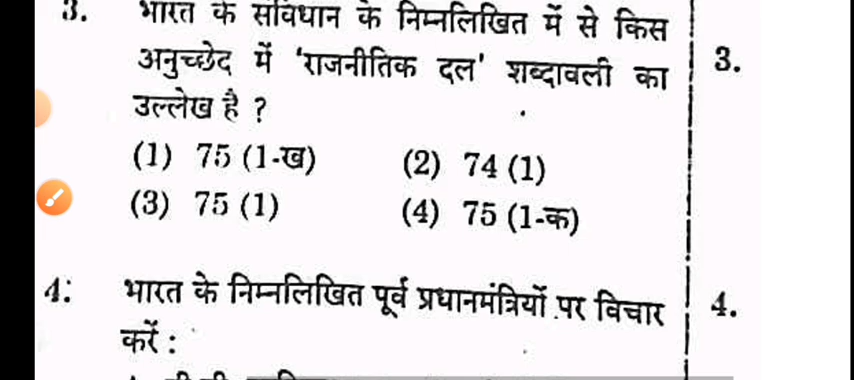 3. भारत के संविधान के निम्नलिखित में से किस
अनुच्छेद में 'राजनीतिक दल' शब्दावली का
उल्लेख है ?
(1) 75 (1-ख) (2) 74 (1)
(3) 75 (1) (4) 75 (1-क)
3.
4. भारत के निम्नलिखित पूर्व प्रधानमंत्रियों पर विचार
करें :
4.